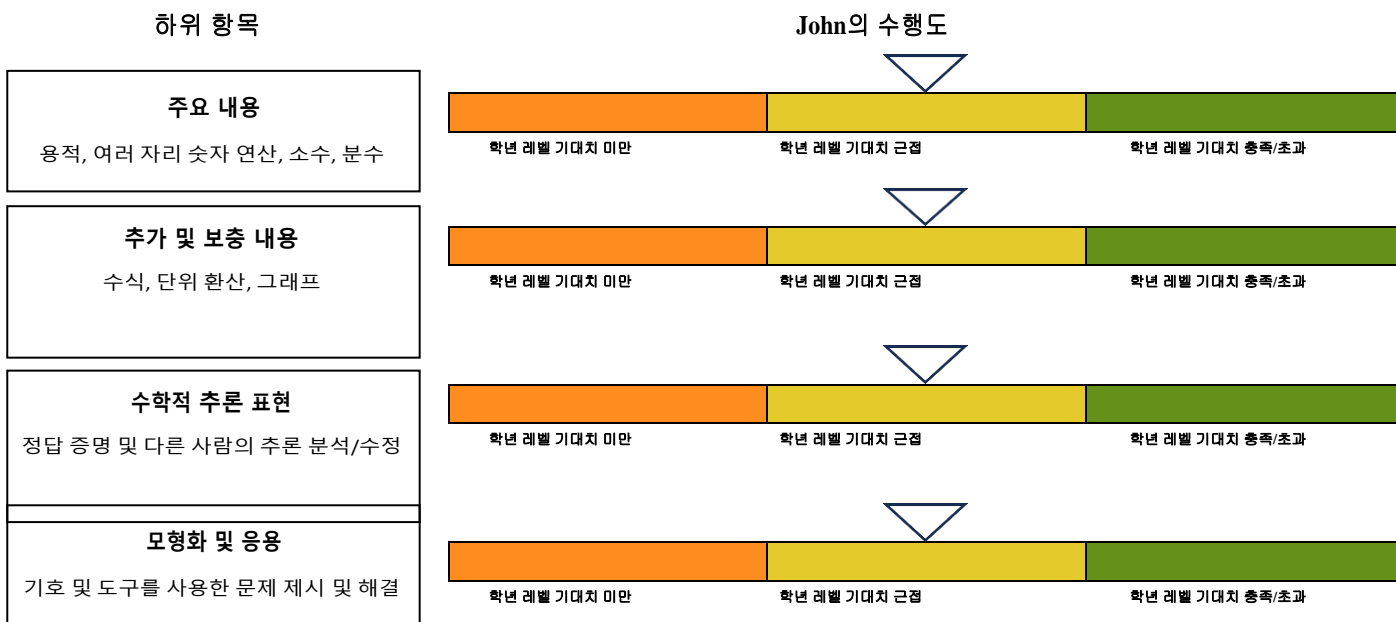 하위 항목
John의 수행도
주요 내용
용적, 여러 자리 숫자 연산, 소수, 분수
학년 레벨 기대치 미만
학년 레벨 기대치 근접
학년 레벨 기대치 충족/초과
추가 및 보충 내용
수식, 단위 환산, 그래프
학년 레벨 기대치 미만
학년 레벨 기대치 근접
학년 레벨 기대치 충족/초과
수학적 추론 표현
정답 증명 및 다른 사람의 추론 분석/수정
학년 레벨 기대치 미만
학년 레벨 기대치 근접
학년 레벨 기대치 충족/초과
모형화 및 응용
기호 및 도구를 사용한 문제 제시 및 해결
학년 레벨 기대치 미만
학년 레벨 기대치 근접
학년 레벨 기대치 충족/초과